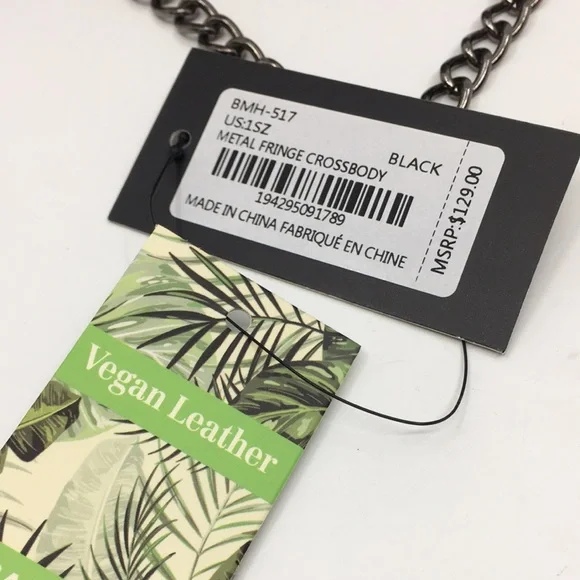 BMH-517
US:1SZ
METAL FRINGE CROSSBODY BLACK
194295091789
MADE IN CHINA FABRIQUÉ EN CHINE
MSRP:$129.00
Vegan Leather